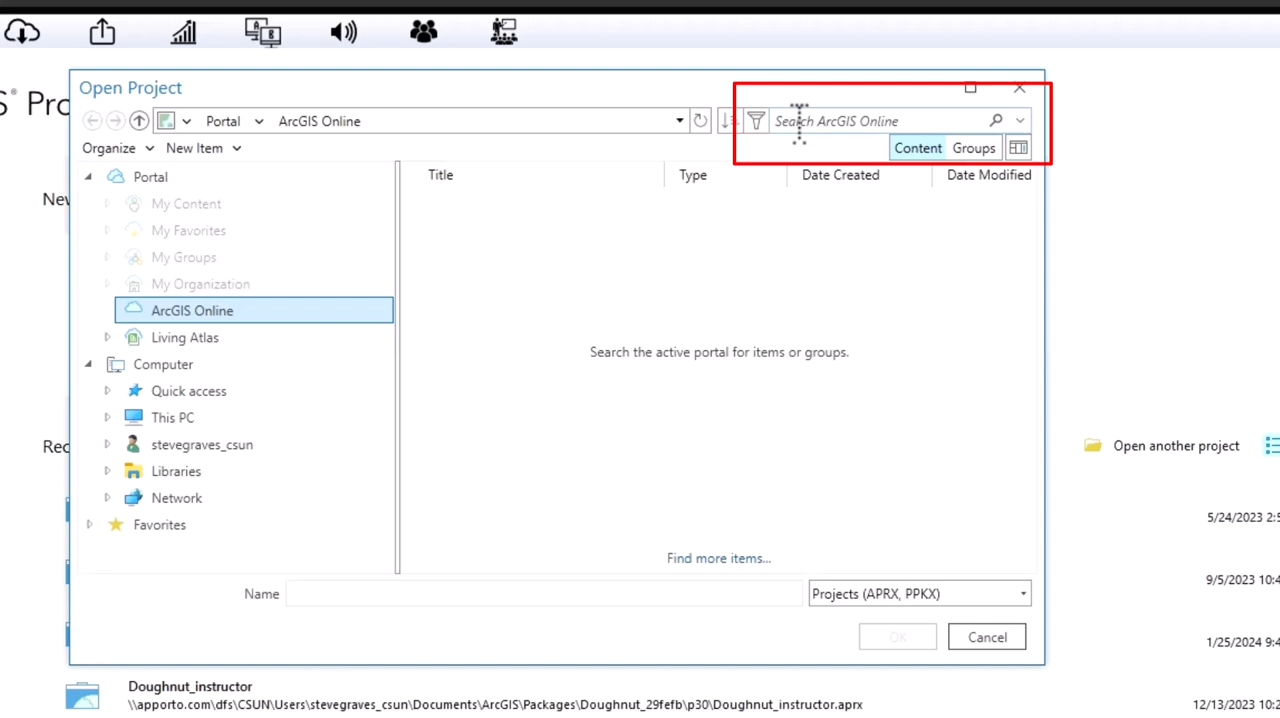 S® Pro
Open Project
Portal ArcGIS Online
Search ArcGIS Online
Organize New Item
Content Groups
New
Portal
My Content
My Favorites
My Groups
My Organization
ArcGIS Online
Living Atlas
Computer
Quick access
This PC
stevegraves_csun
Libraries
Network
Favorites
Title Type Date Created Date Modified
Search the active portal for items or groups.
Find more items...
Name
Projects (APRX, PPKX)
OK Cancel
Rec
Open another project
5/24/2023 2:5
9/5/2023 10:4
1/25/2024 9:4
Doughnut_instructor
\\apporto.com\dfs\CSUN\Users\stevegraves_csun\Documents\ArcGIS\Packages\Doughnut_29fefb\p30\Doughnut_instructor.aprx
12/13/2023 10:2